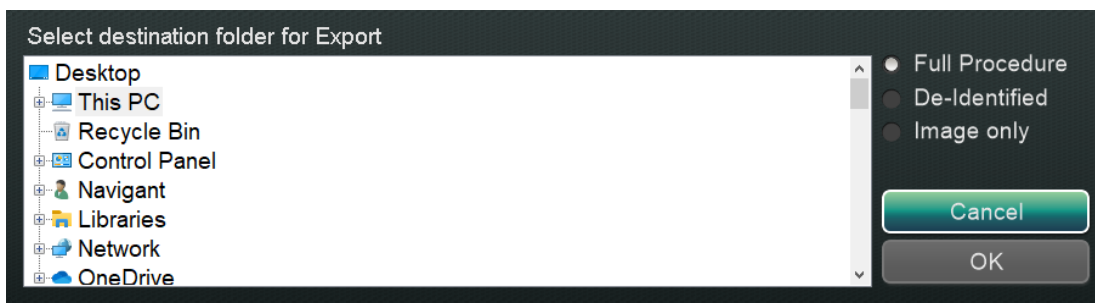 Select destination folder for Export
Desktop
This PC
Recycle Bin
Control Panel
Navigant
Libraries
Network
OneDrive
Full Procedure
De-Identified
Image only
Cancel
OK